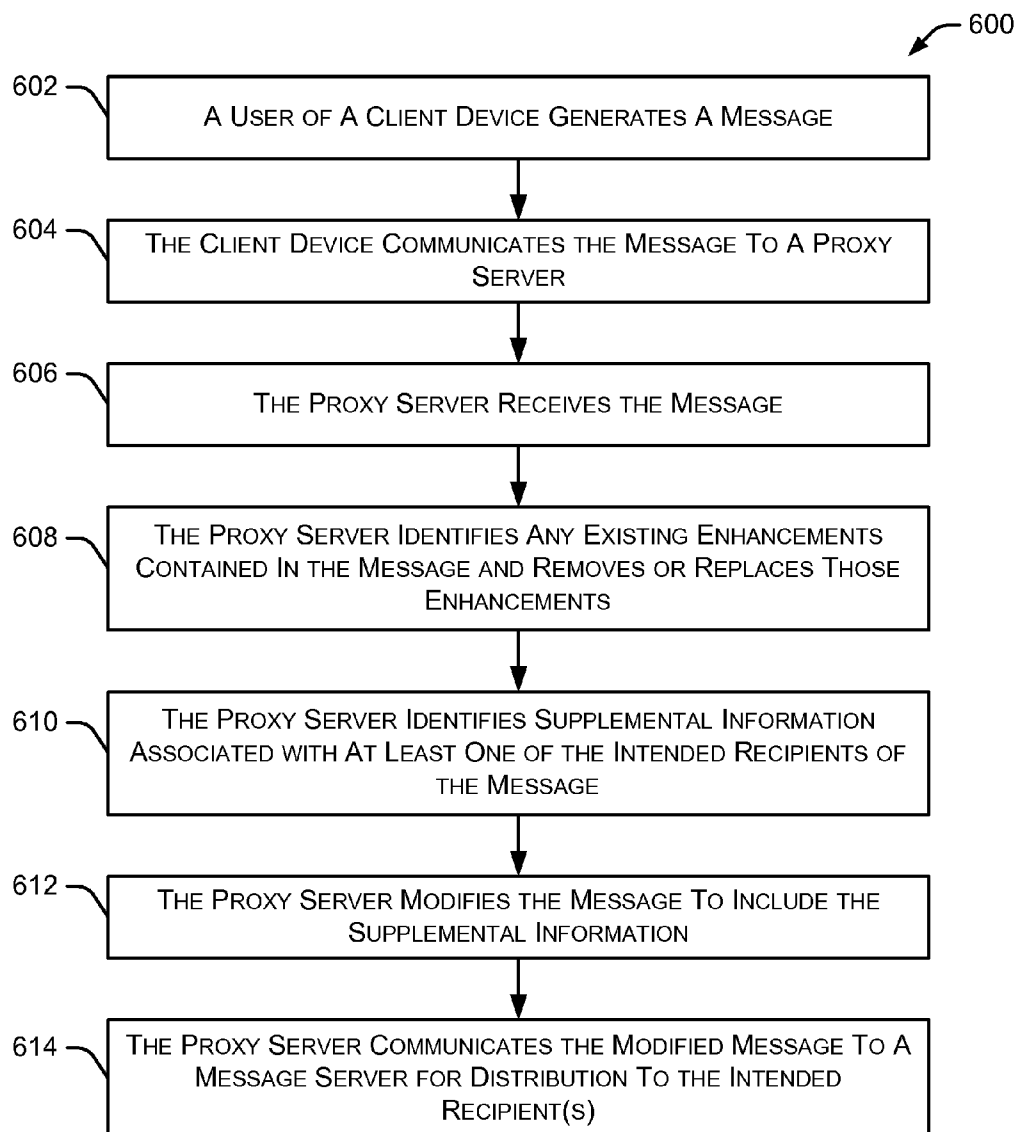 600
602
A USER OF A CLIENT DEVICE GENERATES A MESSAGE
604
THE CLIENT DEVICE COMMUNICATES THE MESSAGE TO A PROXY
SERVER
606
THE PROXY SERVER RECEIVES THE MESSAGE
608
THE PROXY SERVER IDENTIFIES ANY EXISTING ENHANCEMENTS
CONTAINED IN THE MESSAGE AND REMOVES OR REPLACES THOSE
ENHANCEMENTS
610
THE PROXY SERVER IDENTIFIES SUPPLEMENTAL INFORMATION
ASSOCIATED WITH AT LEAST ONE OF THE INTENDED RECIPIENTS OF
THE MESSAGE
612
THE PROXY SERVER MODIFIES THE MESSAGE TO INCLUDE THE
SUPPLEMENTAL INFORMATION
614
THE PROXY SERVER COMMUNICATES THE MODIFIED MESSAGE TO A
MESSAGE SERVER FOR DISTRIBUTION TO THE INTENDED
RECIPIENT(S)